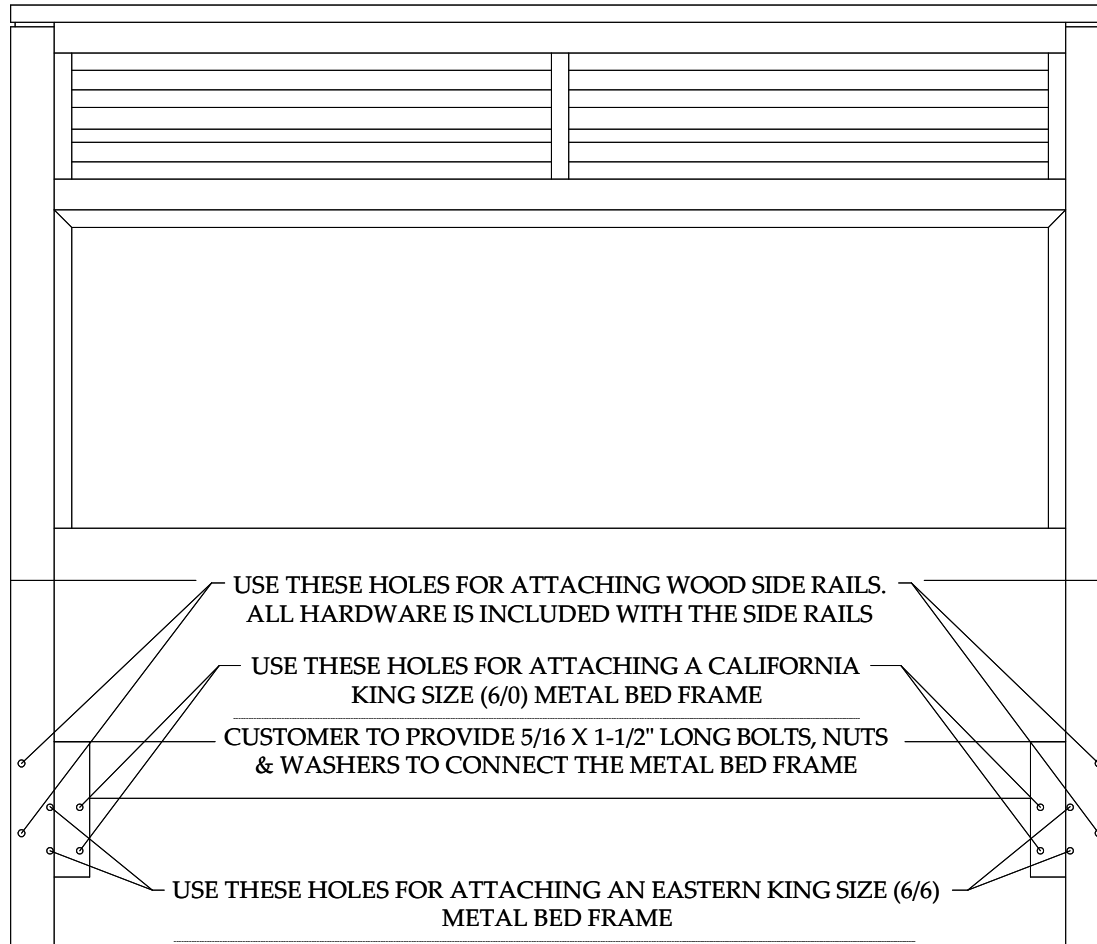 USE THESE HOLES FOR ATTACHING WOOD SIDE RAILS.
ALL HARDWARE IS INCLUDED WITH THE SIDE RAILS
USE THESE HOLES FOR ATTACHING A CALIFORNIA
KING SIZE (6/0) METAL BED FRAME
CUSTOMER TO PROVIDE 5/16 X 1-1/2" LONG BOLTS, NUTS
& WASHERS TO CONNECT THE METAL BED FRAME
USE THESE HOLES FOR ATTACHING AN EASTERN KING SIZE (6/6)
METAL BED FRAME